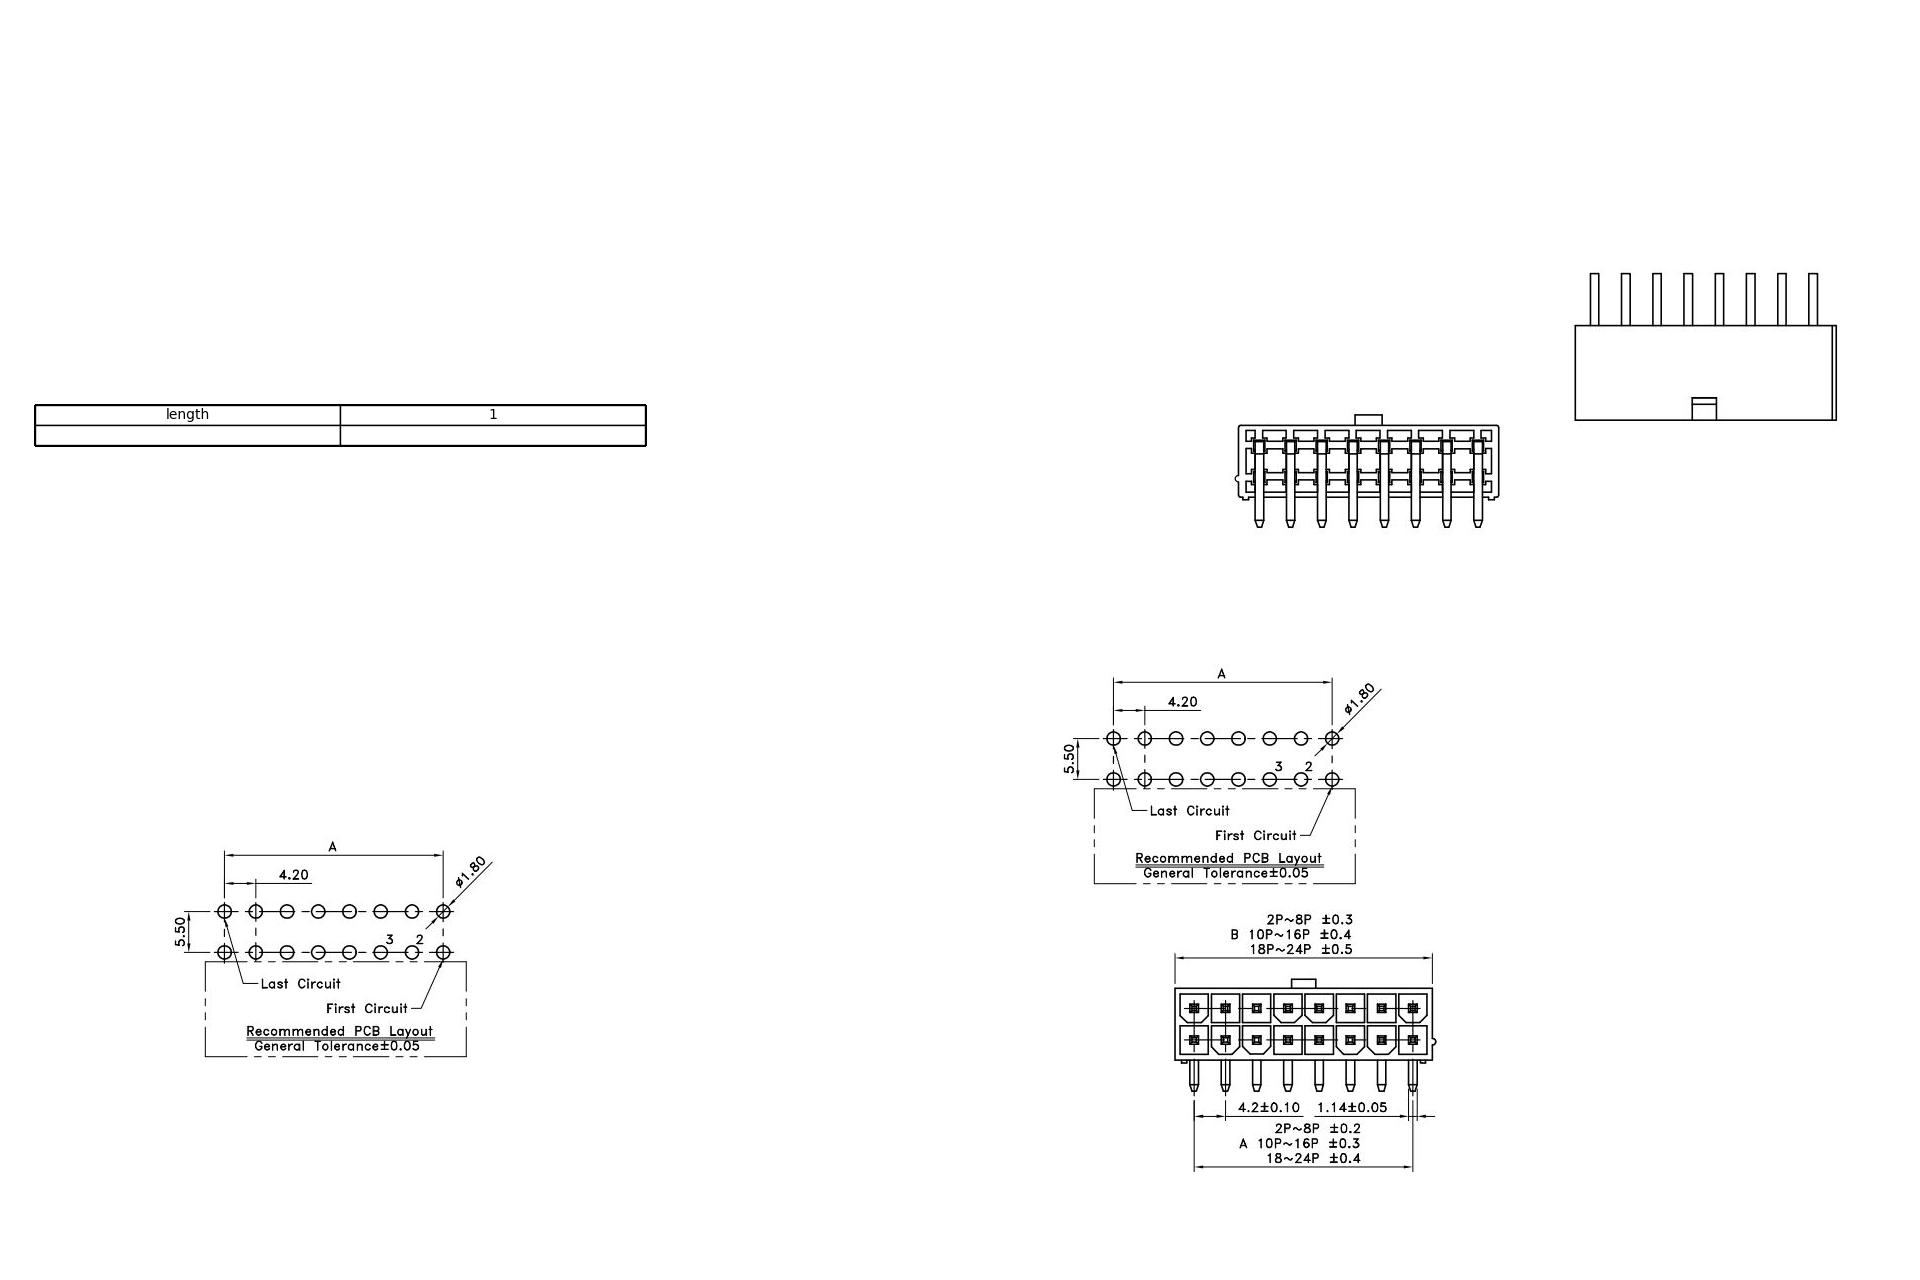 length 1
A
4.20
ø1.80
5.50
3 2
Last Circuit
First Circuit
Recommended PCB Layout
General Tolerance±0.05
A
4.20
ø1.80
5.50
3 2
Last Circuit
First Circuit
Recommended PCB Layout
General Tolerance±0.05
2P~8P ±0.3
B 10P~16P ±0.4
18P~24P ±0.5
4.2±0.10 1.14±0.05
2P~8P ±0.2
A 10P~16P ±0.3
18~24P ±0.4